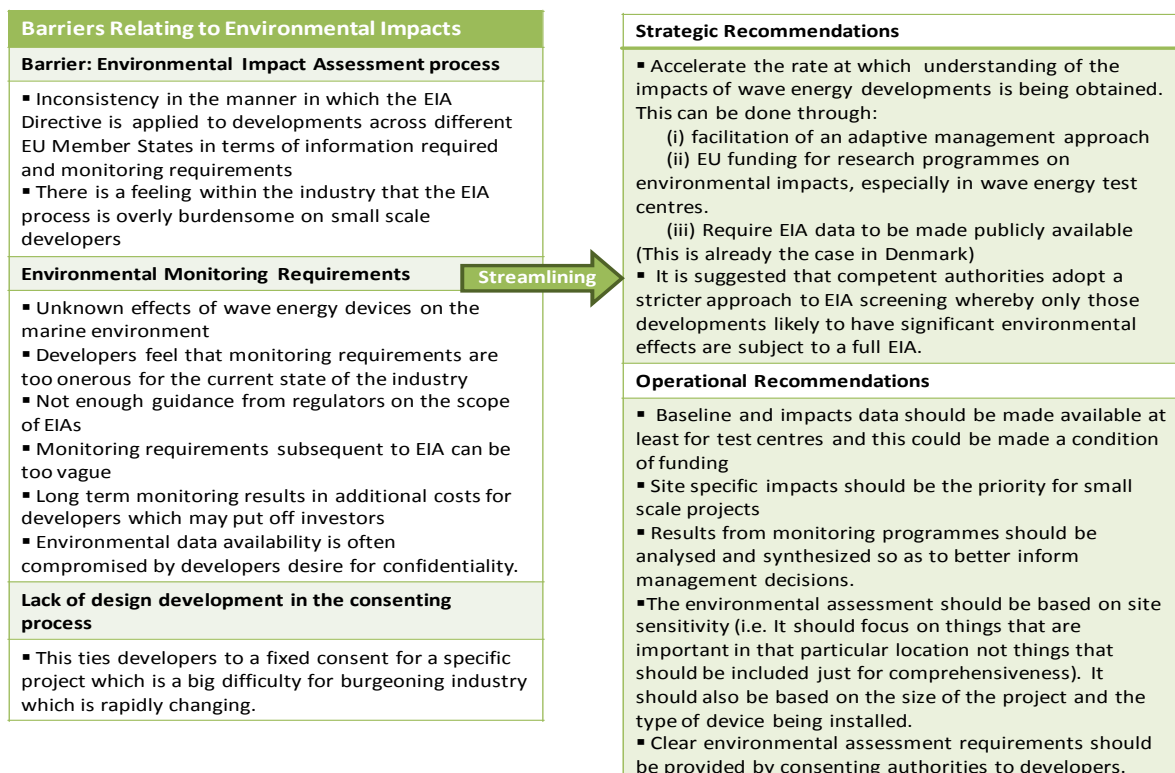 Barriers Relating to Environmental Impacts
Barrier: Environmental Impact Assessment process
▪ Inconsistency in the manner in which the EIA
Directive is applied to developments across different
EU Member States in terms of information required
and monitoring requirements
▪ There is a feeling within the industry that the EIA
process is overly burdensome on small scale
developers
Environmental Monitoring Requirements
▪ Unknown effects of wave energy devices on the
marine environment
▪ Developers feel that monitoring requirements are
too onerous for the current state of the industry
▪ Not enough guidance from regulators on the scope
of EIAs
▪ Monitoring requirements subsequent to EIA can be
too vague
▪ Long term monitoring results in additional costs for
developers which may put off investors
▪ Environmental data availability is often
compromised by developers desire for confidentiality.
Lack of design development in the consenting
process
▪ This ties developers to a fixed consent for a specific
project which is a big difficulty for burgeoning industry
which is rapidly changing.
Streamlining
Strategic Recommendations
▪ Accelerate the rate at which understanding of the
impacts of wave energy developments is being obtained.
This can be done through:
(i) facilitation of an adaptive management approach
(ii) EU funding for research programmes on
environmental impacts, especially in wave energy test
centres.
(iii) Require EIA data to be made publicly available
(This is already the case in Denmark)
▪ It is suggested that competent authorities adopt a
stricter approach to EIA screening whereby only those
developments likely to have significant environmental
effects are subject to a full EIA.
Operational Recommendations
▪ Baseline and impacts data should be made available at
least for test centres and this could be made a condition
of funding
▪ Site specific impacts should be the priority for small
scale projects
▪ Results from monitoring programmes should be
analysed and synthesized so as to better inform
management decisions.
▪The environmental assessment should be based on site
sensitivity (i.e. It should focus on things that are
important in that particular location not things that
should be included just for comprehensiveness). It
should also be based on the size of the project and the
type of device being installed.
▪ Clear environmental assessment requirements should
be provided by consenting authorities to developers.